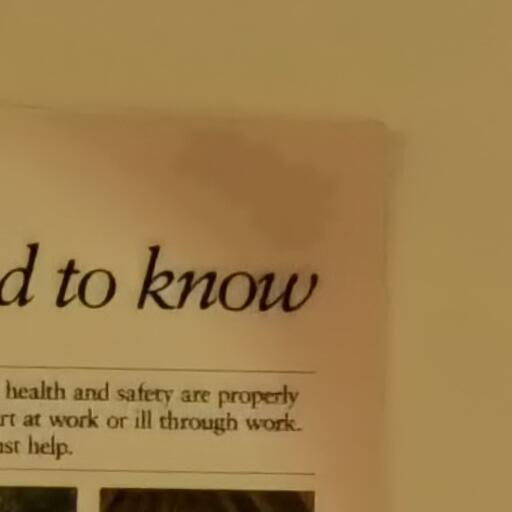 d to know
health and safety are properly
rt at work or ill through work.
ust help.